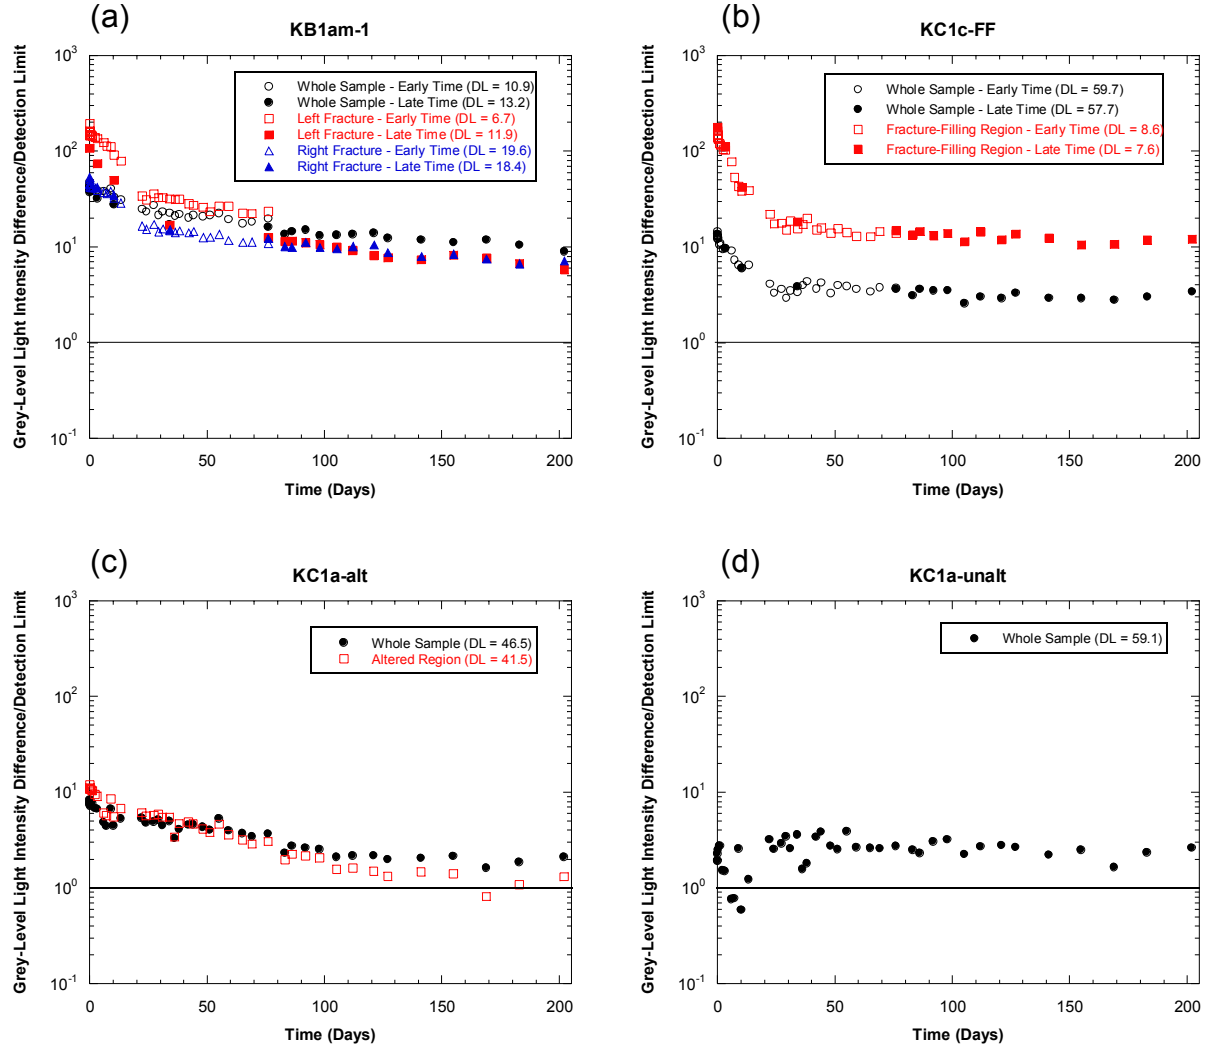 (a)
KB1am-1
Grey-Level Light Intensity Difference/Detection Limit
10³
10²
10¹
10⁰
10⁻¹
Whole Sample - Early Time (DL = 10.9)
Whole Sample - Late Time (DL = 13.2)
Left Fracture - Early Time (DL = 6.7)
Left Fracture - Late Time (DL = 11.9)
Right Fracture - Early Time (DL = 19.6)
Right Fracture - Late Time (DL = 18.4)
0 50 100 150 200
Time (Days)
(b)
KC1c-FF
Grey-Level Light Intensity Difference/Detection Limit
10³
10²
10¹
10⁰
10⁻¹
Whole Sample - Early Time (DL = 59.7)
Whole Sample - Late Time (DL = 57.7)
Fracture-Filling Region - Early Time (DL = 8.6)
Fracture-Filling Region - Late Time (DL = 7.6)
0 50 100 150 200
Time (Days)
(c)
KC1a-alt
Grey-Level Light Intensity Difference/Detection Limit
10³
10²
10¹
10⁰
10⁻¹
Whole Sample (DL = 46.5)
Altered Region (DL = 41.5)
0 50 100 150 200
Time (Days)
(d)
KC1a-unalt
Grey-Level Light Intensity Difference/Detection Limit
10³
10²
10¹
10⁰
10⁻¹
Whole Sample (DL = 59.1)
0 50 100 150 200
Time (Days)